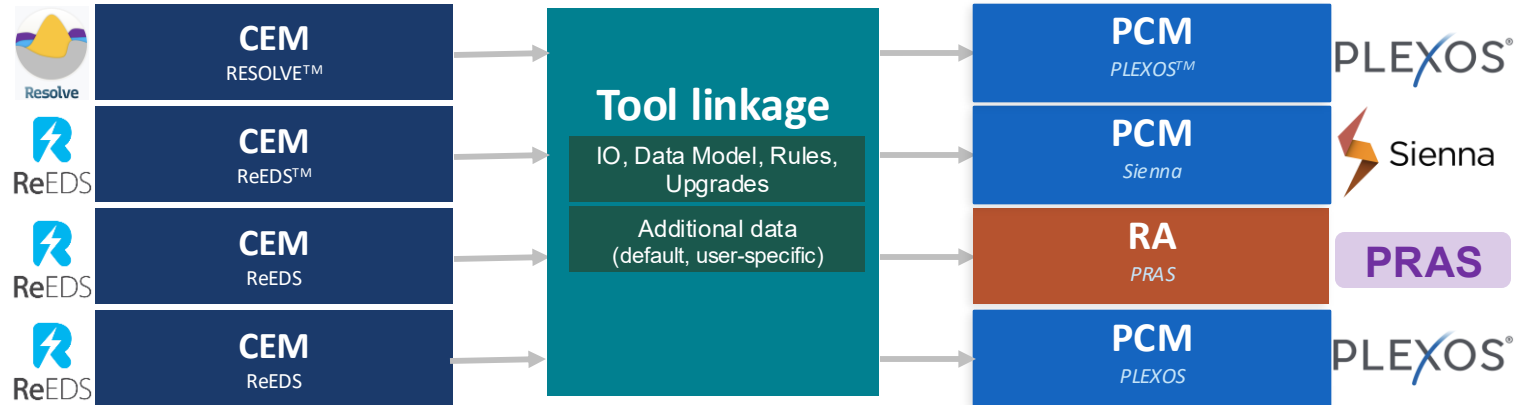 Resolve
CEM
RESOLVE™
ReEDS
CEM
ReEDS™
ReEDS
CEM
ReEDS
ReEDS
CEM
ReEDS
Tool linkage
IO, Data Model, Rules,
Upgrades
Additional data
(default, user-specific)
PCM
PLEXOS™
PLEXOS®
PCM
Sienna
Sienna
RA
PRAS
PRAS
PCM
PLEXOS
PLEXOS®